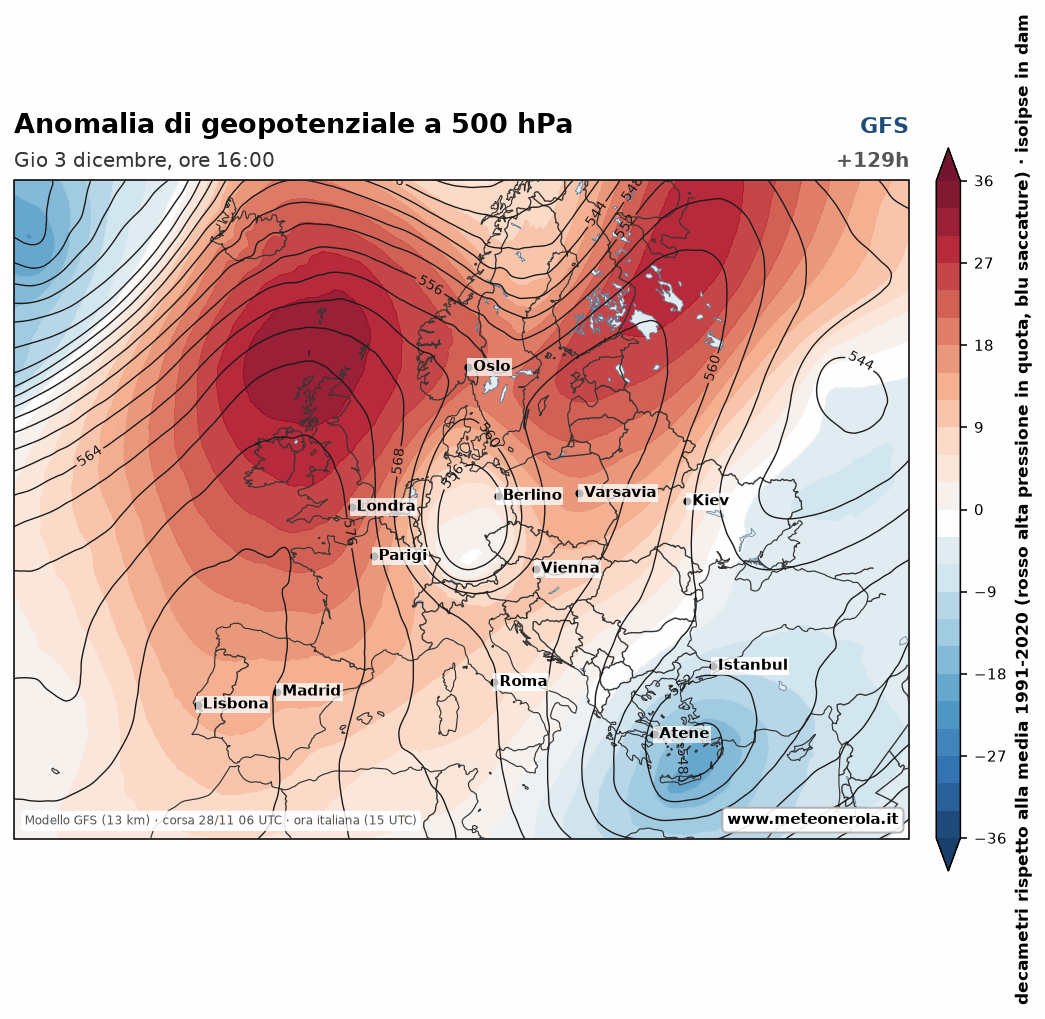 Anomalia di geopotenziale a 500 hPa
GFS
Gio 3 dicembre, ore 16:00
+129h
decametri rispetto alla media 1991-2020 (rosso alta pressione in quota, blu saccature) · isoipse in dam
36
27
18
9
0
−9
−18
−27
−36
548
544
552
556
Oslo
560
544
564
568
560
556
Berlino
Varsavia
Kiev
Londra
576
Parigi
Vienna
Istanbul
Roma
Madrid
Lisbona
Atene
548
Modello GFS (13 km) · corsa 28/11 06 UTC · ora italiana (15 UTC)
www.meteonerola.it